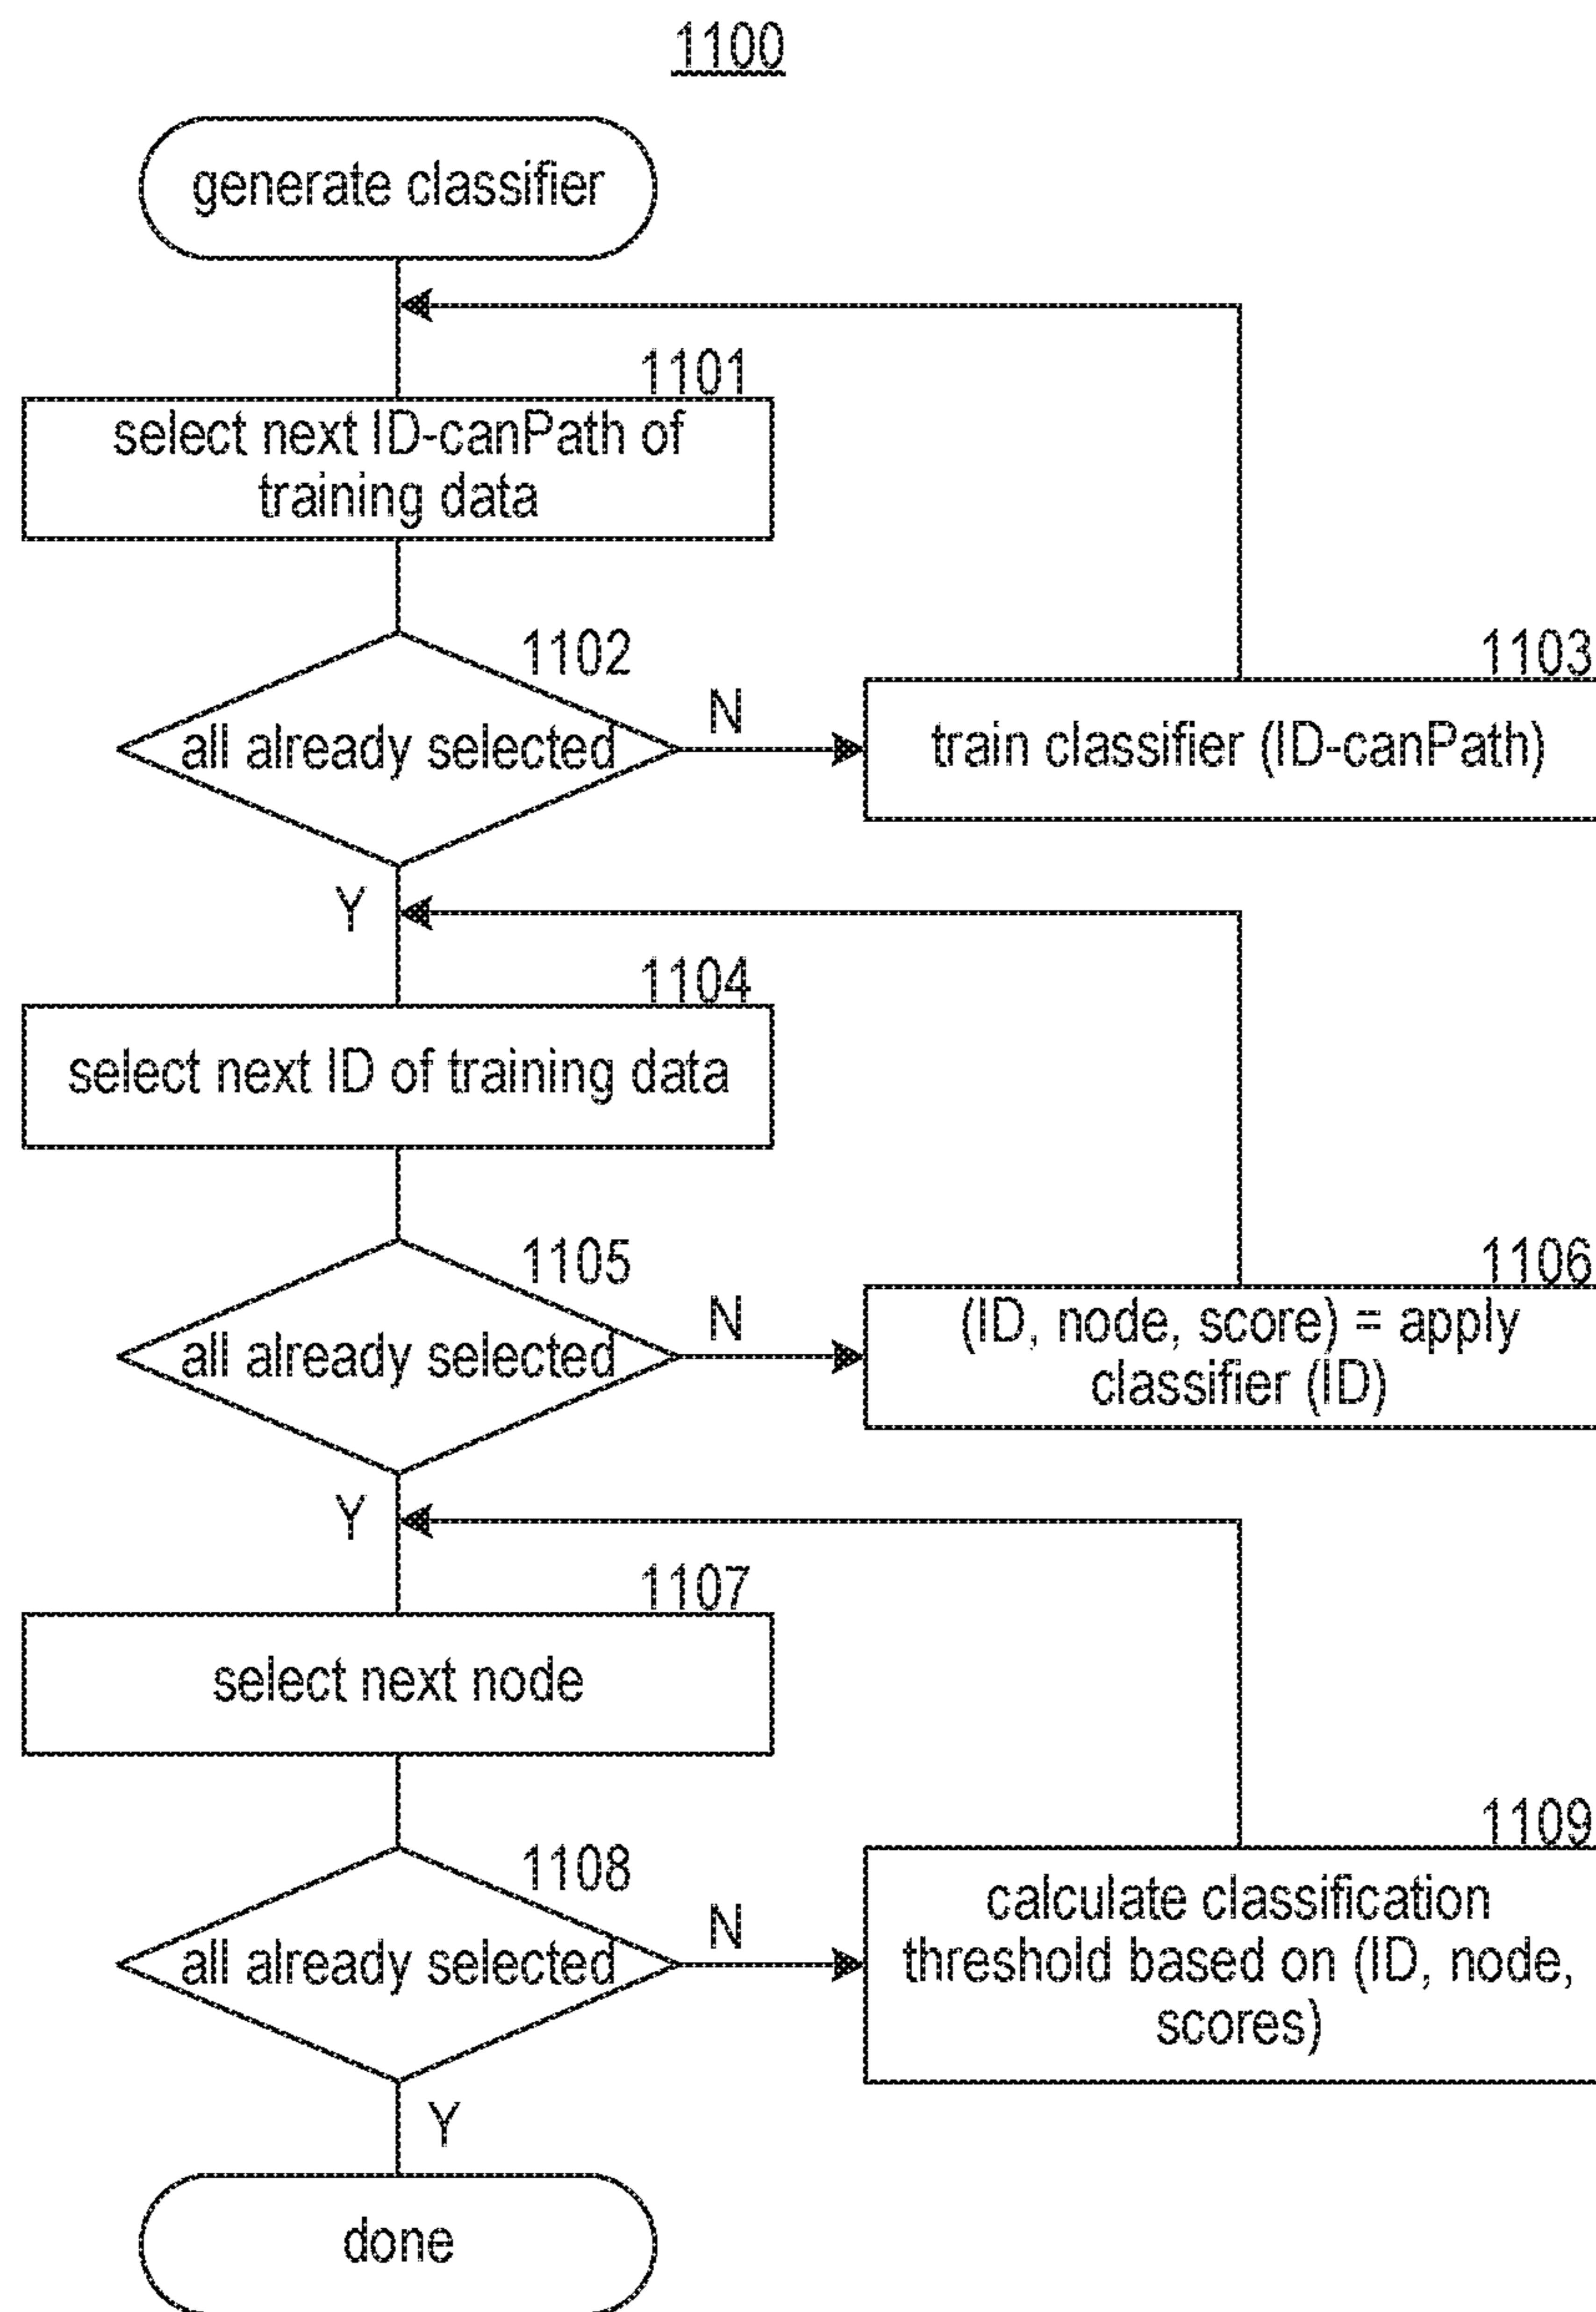 1100
generate classifier
1101
select next ID-canPath of
training data
1102
all already selected
N
1103
train classifier (ID-canPath)
Y
1104
select next ID of training data
1105
all already selected
N
1106
(ID, node, score) = apply
classifier (ID)
Y
1107
select next node
1108
all already selected
N
1109
calculate classification
threshold based on (ID, node,
scores)
Y
done